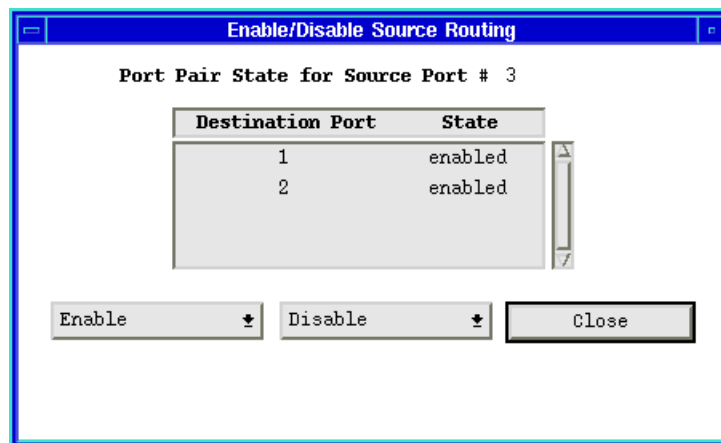 Enable/Disable Source Routing
Port Pair State for Source Port # 3
Destination Port State
1 enabled
2 enabled
Enable Disable Close